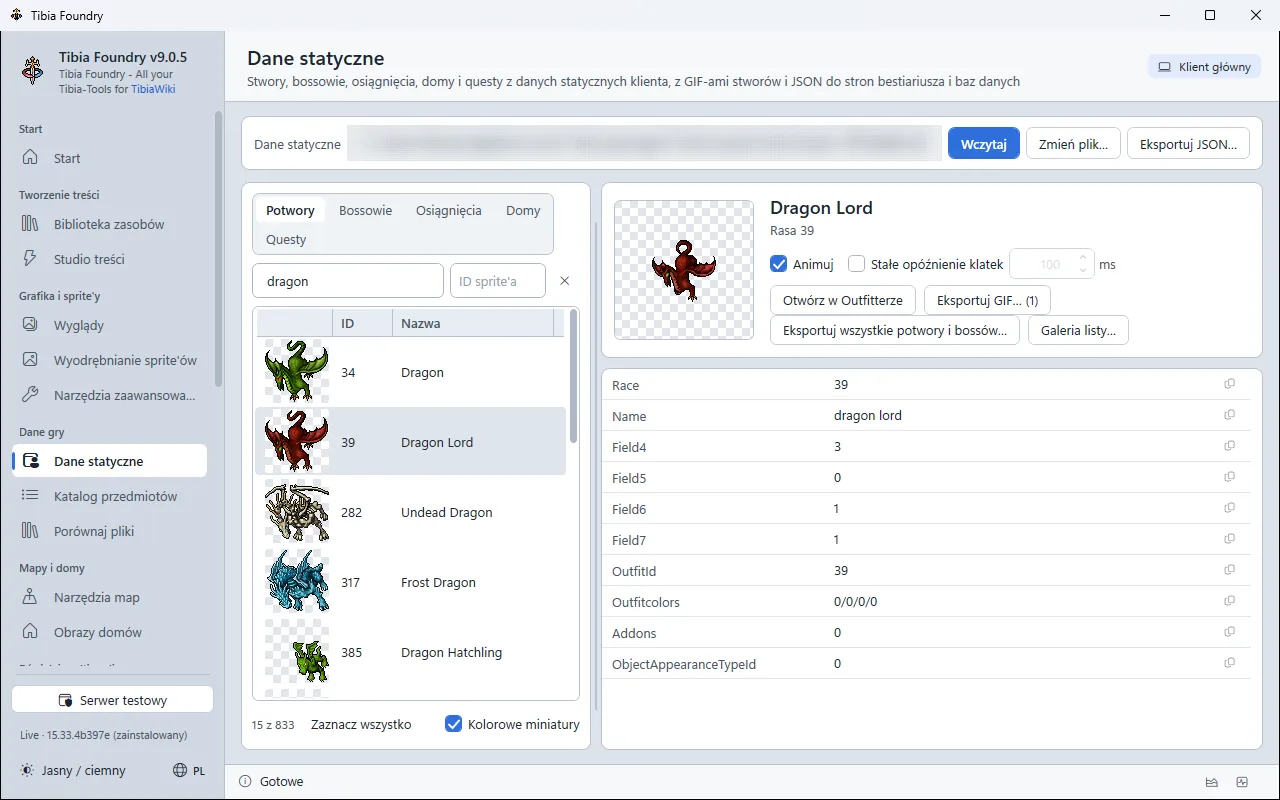 Tibia Foundry
Tibia Foundry v9.0.5
Tibia Foundry - All your
Tibia-Tools for TibiaWiki
Start
Start
Tworzenie treści
Biblioteka zasobów
Studio treści
Grafika i sprite'y
Wyglądy
Wyodrębnianie sprite'ów
Narzędzia zaawansowa...
Dane gry
Dane statyczne
Katalog przedmiotów
Porównaj pliki
Mapy i domy
Narzędzia map
Obrazy domów
Serwer testowy
Live · 15.33.4b397e (zainstalowany)
Jasny / ciemny
PL
Dane statyczne
Stwory, bossowie, osiągnięcia, domy i questy z danych statycznych klienta, z GIF-ami stworów i JSON do stron bestiariusza i baz danych
Klient główny
Dane statyczne
Wczytaj
Zmień plik...
Eksportuj JSON...
Potwory
Bossowie
Osiągnięcia
Domy
Questy
dragon
ID sprite'a
ID
Nazwa
34 Dragon
39 Dragon Lord
282 Undead Dragon
317 Frost Dragon
385 Dragon Hatchling
15 z 833
Zaznacz wszystko
Kolorowe miniatury
Dragon Lord
Rasa 39
Animuj
Stałe opóźnienie klatek
100
ms
Otwórz w Outfitterze
Eksportuj GIF... (1)
Eksportuj wszystkie potwory i bossów...
Galeria listy...
Race 39
Name dragon lord
Field4 3
Field5 0
Field6 1
Field7 1
OutfitId 39
Outfitcolors 0/0/0/0
Addons 0
ObjectAppearanceTypeId 0
Gotowe